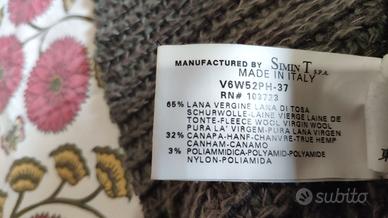 MANUFACTURED BY SIMIN T s.p.a.
MADE IN ITALY
V6W52PH-37
RN# 103723
65% LANA VERGINE LANA DI TOSA
SCHURWOLLE-LAINE VIERGE LAINE DE
TONTE-FLEECE WOOL VIRGIN WOOL
PURA LA' VIRGEM-PURA LANA VIRGEN
32% CANAPA-HANF-CHANVRE-TRUE HEMP
CANHAM-CANAMO
3% POLIAMMIDICA-POLYAMID-POLYAMIDE
NYLON-POLIAMIDA
subito